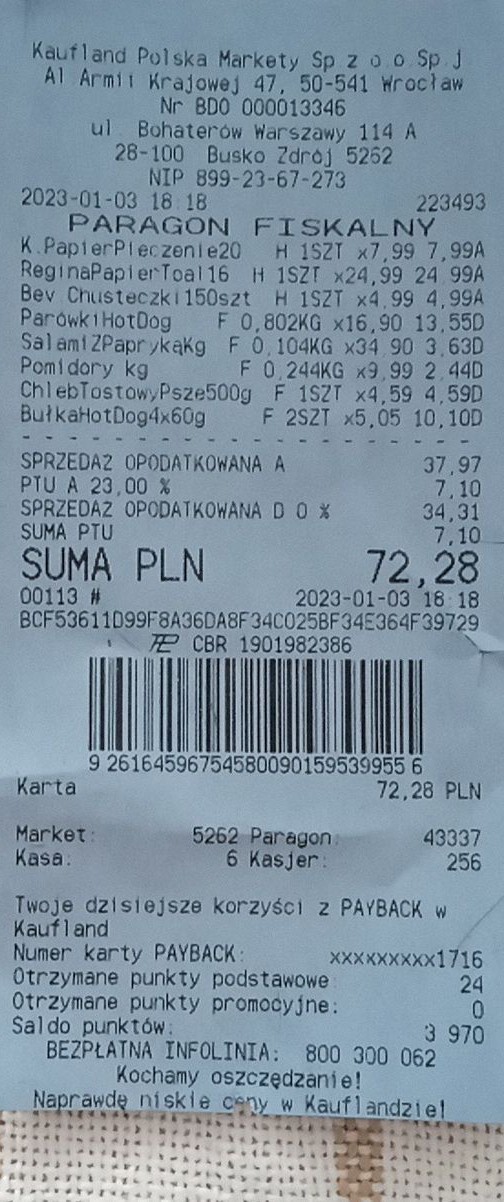 Kaufland Polska Markety Sp z o.o Sp.j
Al Armii Krajowej 47, 50-541 Wrocław
Nr BDO 000013346
ul. Bohaterów Warszawy 114 A
28-100 Busko Zdrój 5262
NIP 899-23-67-273
2023-01-03 18:18 223493
PARAGON FISKALNY
K.PapierPieczenie20 H 1SZT x7,99 7,99A
ReginaPapierToal16 H 1SZT x24,99 24,99A
Bev.Chusteczki150szt H 1SZT x4,99 4,99A
ParówkiHotDog F 0,802KG x16,90 13,55D
SalamiZPaprykąKg F 0,104KG x34,90 3,63D
Pomidory kg F 0,244KG x9,99 2,44D
ChlebTostowyPsze500g F 1SZT x4,59 4,59D
BułkaHotDog4x60g F 2SZT x5,05 10,10D
- - - - - - - - - - - - - - - - - - - -
SPRZEDAŻ OPODATKOWANA A 37,97
PTU A 23,00 % 7,10
SPRZEDAŻ OPODATKOWANA D 0 % 34,31
SUMA PTU 7,10
SUMA PLN 72,28
00113 # 2023-01-03 18:18
BCF53611D99F8A36DA8F34C025BF34E364F39729
CBR 1901982386
9 261645967545800901595399556
Karta 72,28 PLN
Market: 5262 Paragon: 43337
Kasa: 6 Kasjer: 256
Twoje dzisiejsze korzyści z PAYBACK w
Kaufland
Numer karty PAYBACK: xxxxxxxxx1716
Otrzymane punkty podstawowe: 24
Otrzymane punkty promocyjne: 0
Saldo punktów: 3 970
BEZPŁATNA INFOLINIA: 800 300 062
Kochamy oszczędzanie!
Naprawdę niskie ceny w Kauflandzie!